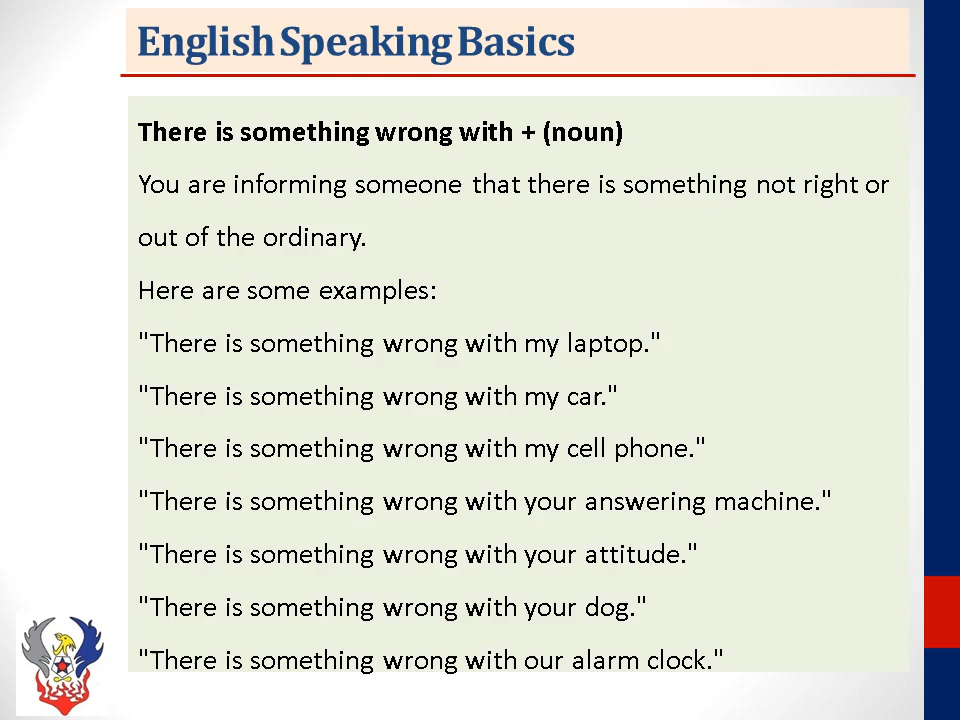 English Speaking Basics
There is something wrong with + (noun)
You are informing someone that there is something not right or
out of the ordinary.
Here are some examples:
"There is something wrong with my laptop."
"There is something wrong with my car."
"There is something wrong with my cell phone."
"There is something wrong with your answering machine."
"There is something wrong with your attitude."
"There is something wrong with your dog."
"There is something wrong with our alarm clock."